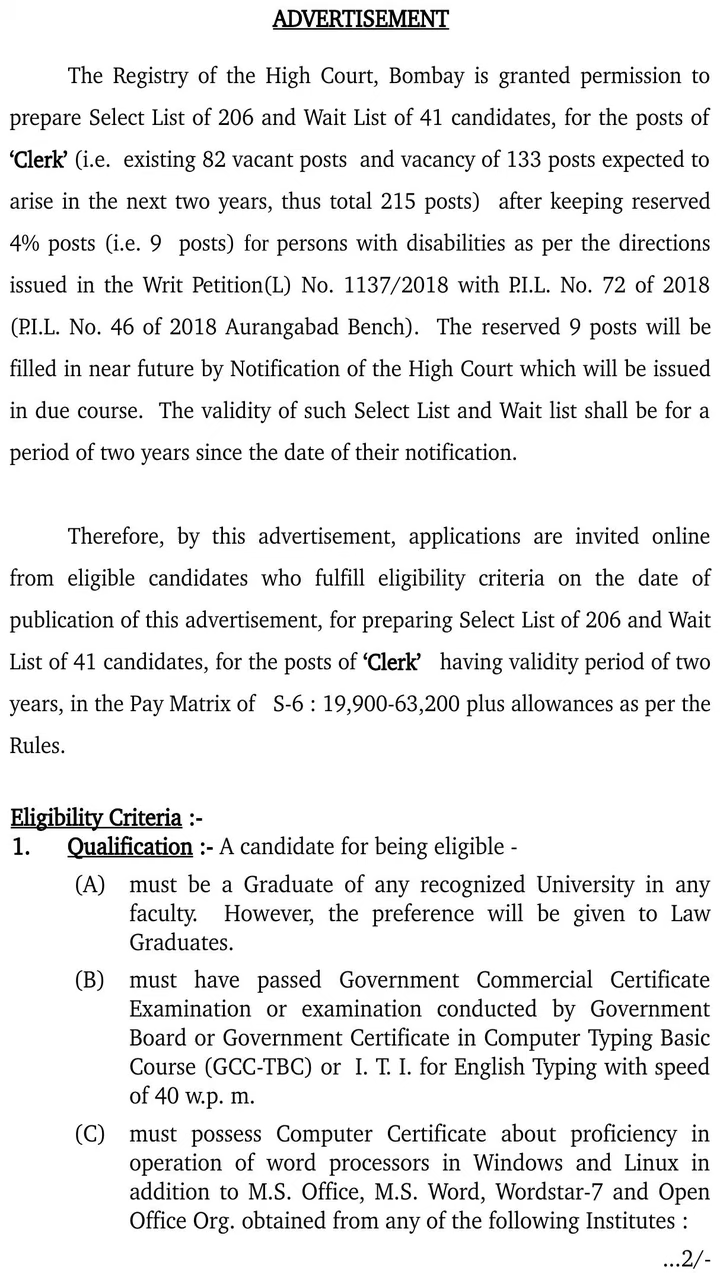 ADVERTISEMENT
The Registry of the High Court, Bombay is granted permission to
prepare Select List of 206 and Wait List of 41 candidates, for the posts of
‘Clerk’ (i.e. existing 82 vacant posts and vacancy of 133 posts expected to
arise in the next two years, thus total 215 posts) after keeping reserved
4% posts (i.e. 9 posts) for persons with disabilities as per the directions
issued in the Writ Petition(L) No. 1137/2018 with P.I.L. No. 72 of 2018
(P.I.L. No. 46 of 2018 Aurangabad Bench). The reserved 9 posts will be
filled in near future by Notification of the High Court which will be issued
in due course. The validity of such Select List and Wait list shall be for a
period of two years since the date of their notification.
Therefore, by this advertisement, applications are invited online
from eligible candidates who fulfill eligibility criteria on the date of
publication of this advertisement, for preparing Select List of 206 and Wait
List of 41 candidates, for the posts of ‘Clerk’ having validity period of two
years, in the Pay Matrix of S-6 : 19,900-63,200 plus allowances as per the
Rules.
Eligibility Criteria :-
1. Qualification :- A candidate for being eligible -
(A) must be a Graduate of any recognized University in any
faculty. However, the preference will be given to Law
Graduates.
(B) must have passed Government Commercial Certificate
Examination or examination conducted by Government
Board or Government Certificate in Computer Typing Basic
Course (GCC-TBC) or I. T. I. for English Typing with speed
of 40 w.p. m.
(C) must possess Computer Certificate about proficiency in
operation of word processors in Windows and Linux in
addition to M.S. Office, M.S. Word, Wordstar-7 and Open
Office Org. obtained from any of the following Institutes :
...2/-